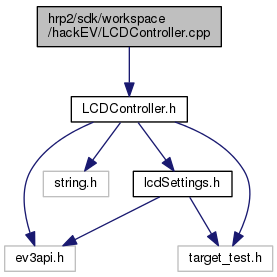 hrp2/sdk/workspace
/hackEV/LCDController.cpp
LCDController.h
string.h
lcdSettings.h
ev3api.h
target_test.h